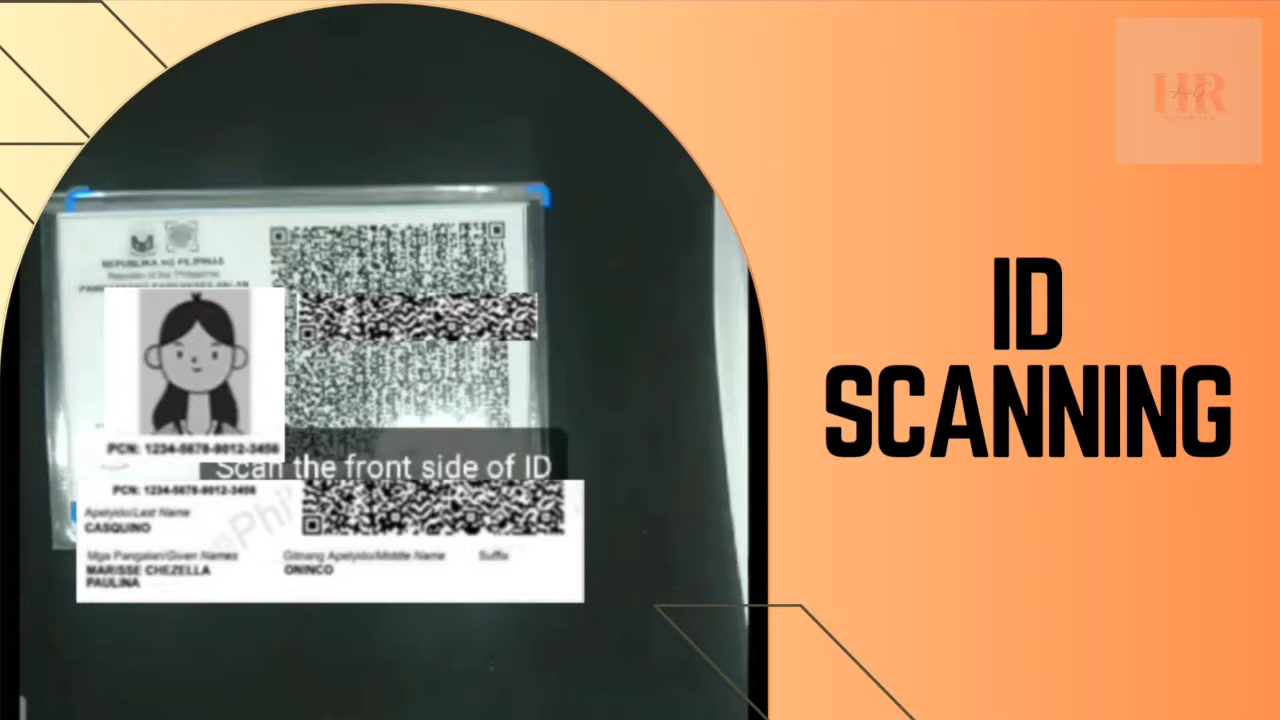 REPUBLIKA NG PILIPINAS
Republic of the Philippines
PCN: 1234-5678-9012-3456
Scan the front side of ID
PCN: 1234-5678-9012-3456
Apelyido/Last Name
CASQUINO
Mga Pangalan/Given Names
MARISSE CHEZELLA
PAULINA
Gitnang Apelyido/Middle Name
ONINCO
Suffix
ID
SCANNING
HR